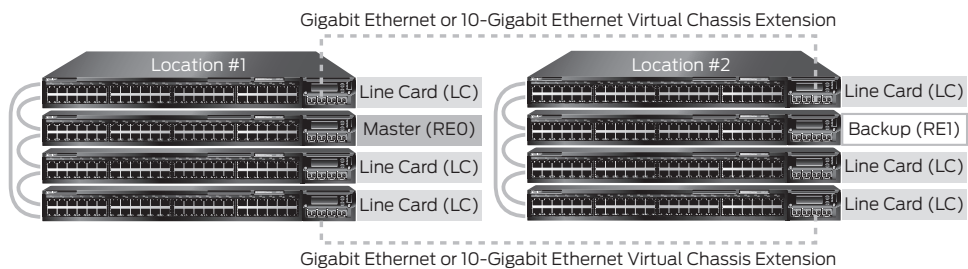 Gigabit Ethernet or 10-Gigabit Ethernet Virtual Chassis Extension
Location #1
Line Card (LC)
Master (RE0)
Line Card (LC)
Line Card (LC)
Location #2
Line Card (LC)
Backup (RE1)
Line Card (LC)
Line Card (LC)
Gigabit Ethernet or 10-Gigabit Ethernet Virtual Chassis Extension